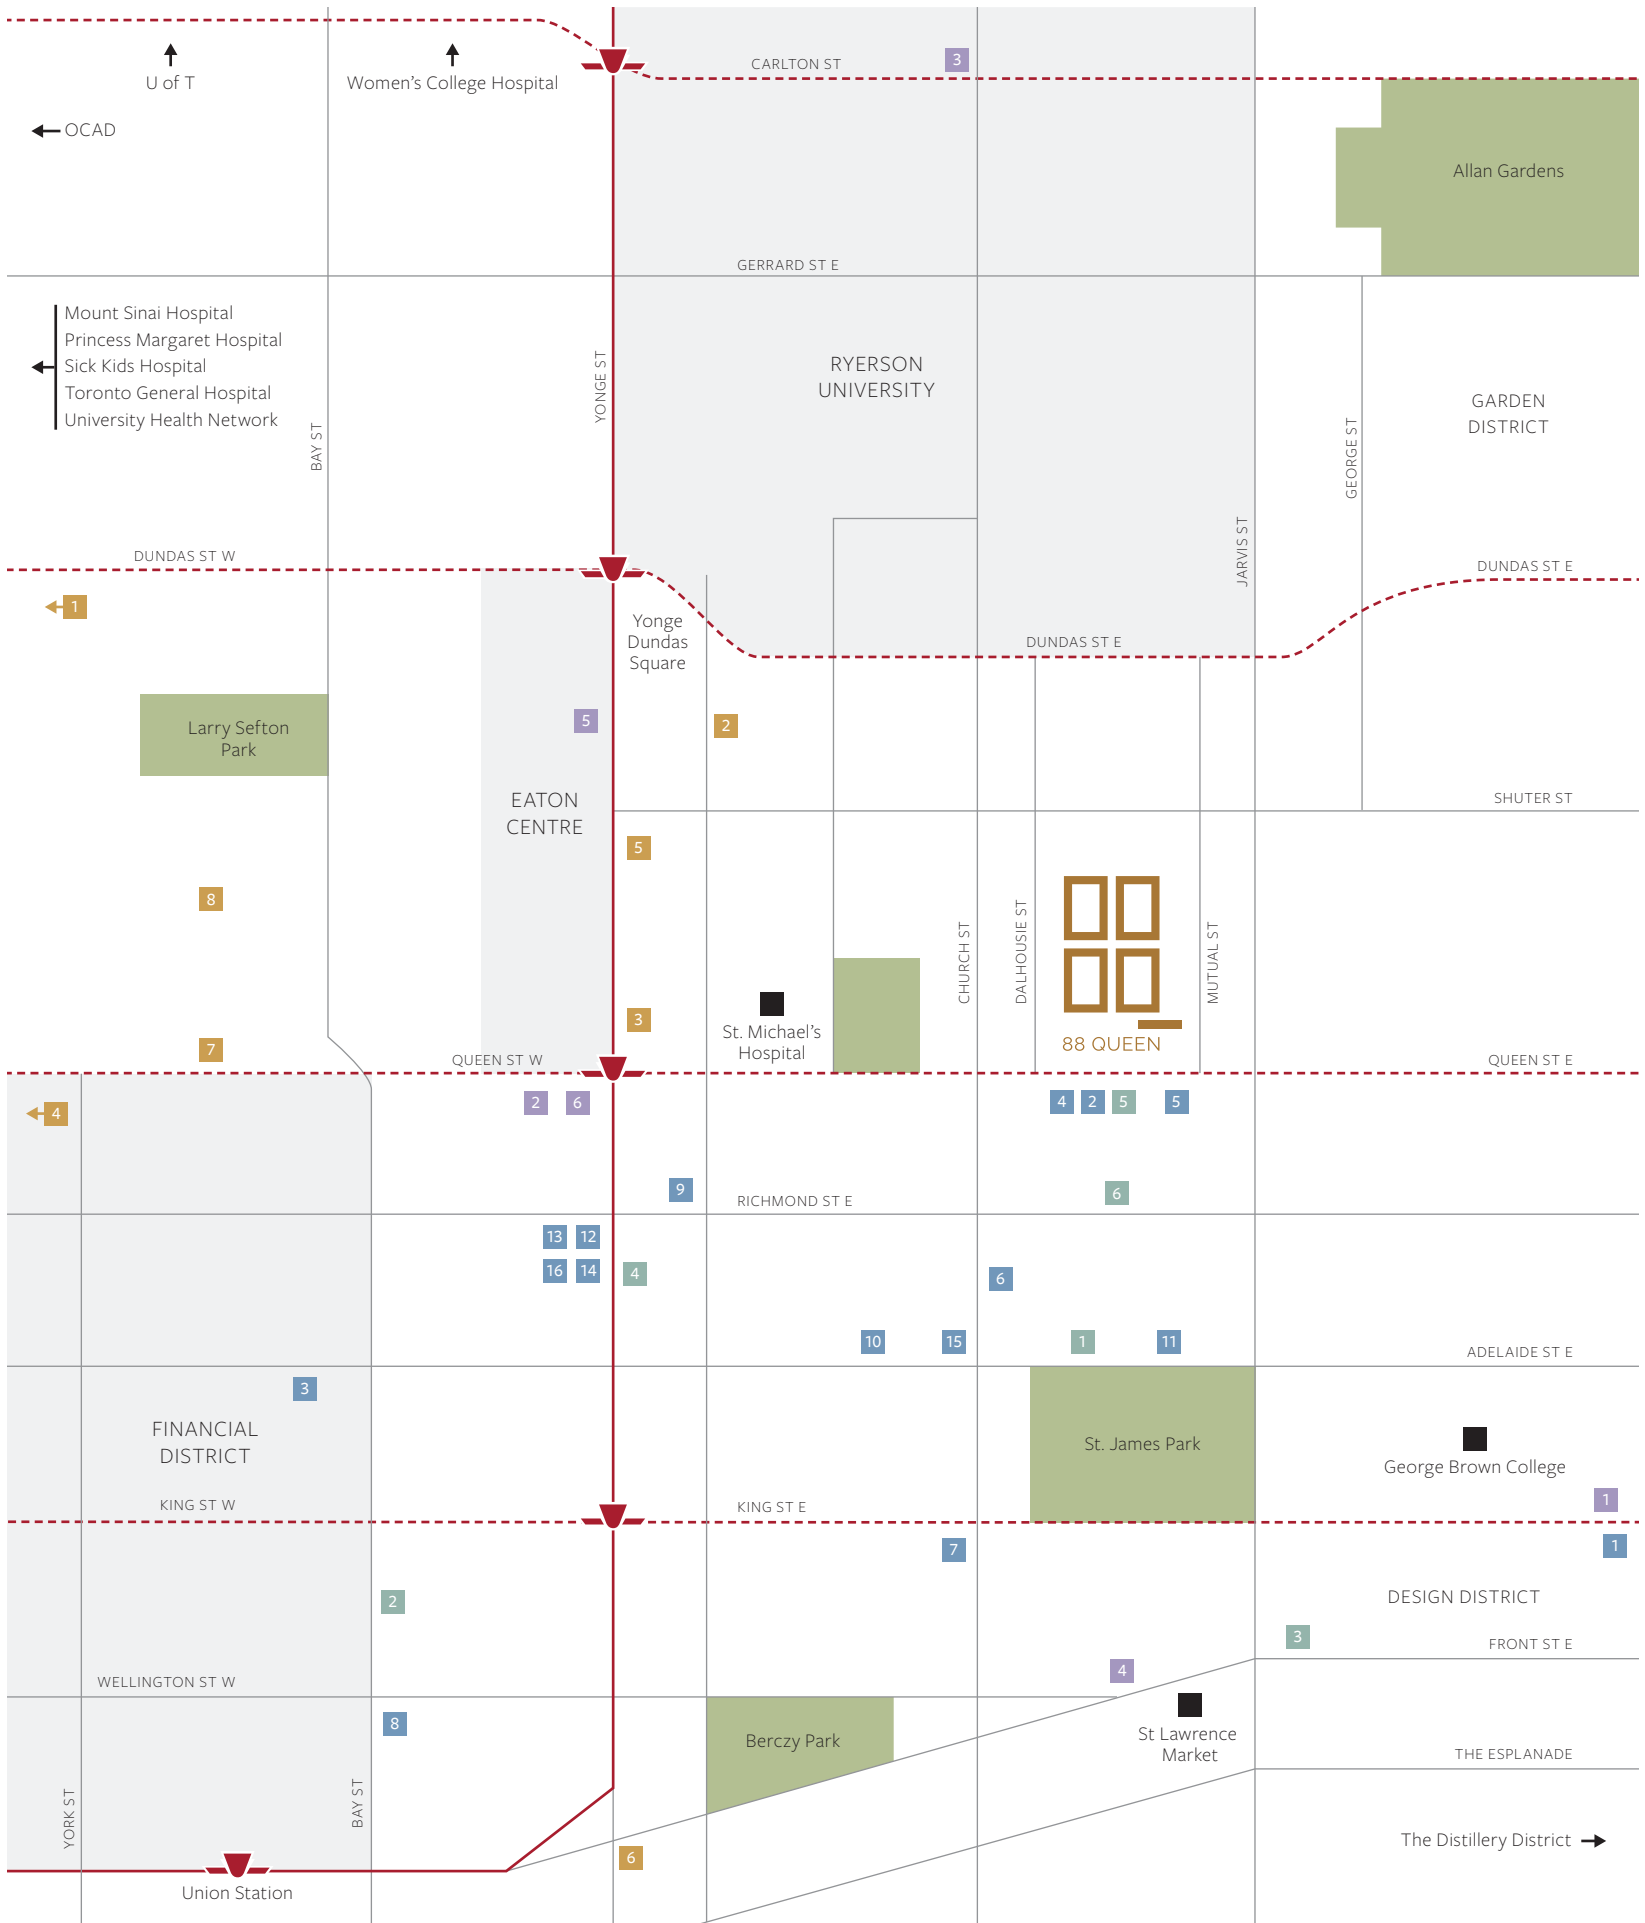 CARLTON ST
3
U of T
Women's College Hospital
OCAD
Allan Gardens
GERRARD ST E
Mount Sinai Hospital
Princess Margaret Hospital
Sick Kids Hospital
Toronto General Hospital
University Health Network
BAY ST
YONGE ST
RYERSON
UNIVERSITY
GARDEN
DISTRICT
GEORGE ST
JARVIS ST
DUNDAS ST W
DUNDAS ST E
1
Yonge
Dundas
Square
DUNDAS ST E
Larry Sefton
Park
5
2
EATON
CENTRE
SHUTER ST
5
8
CHURCH ST
DALHOUSIE ST
MUTUAL ST
3
St. Michael's
Hospital
88 QUEEN
7
QUEEN ST W
QUEEN ST E
4
2
6
4
2
5
5
9
RICHMOND ST E
6
13
12
16
14
4
6
10
15
1
11
ADELAIDE ST E
3
FINANCIAL
DISTRICT
St. James Park
George Brown College
KING ST W
KING ST E
1
7
1
2
DESIGN DISTRICT
3
FRONT ST E
4
WELLINGTON ST W
8
Berczy Park
St Lawrence
Market
THE ESPLANADE
YORK ST
BAY ST
6
The Distillery District
Union Station